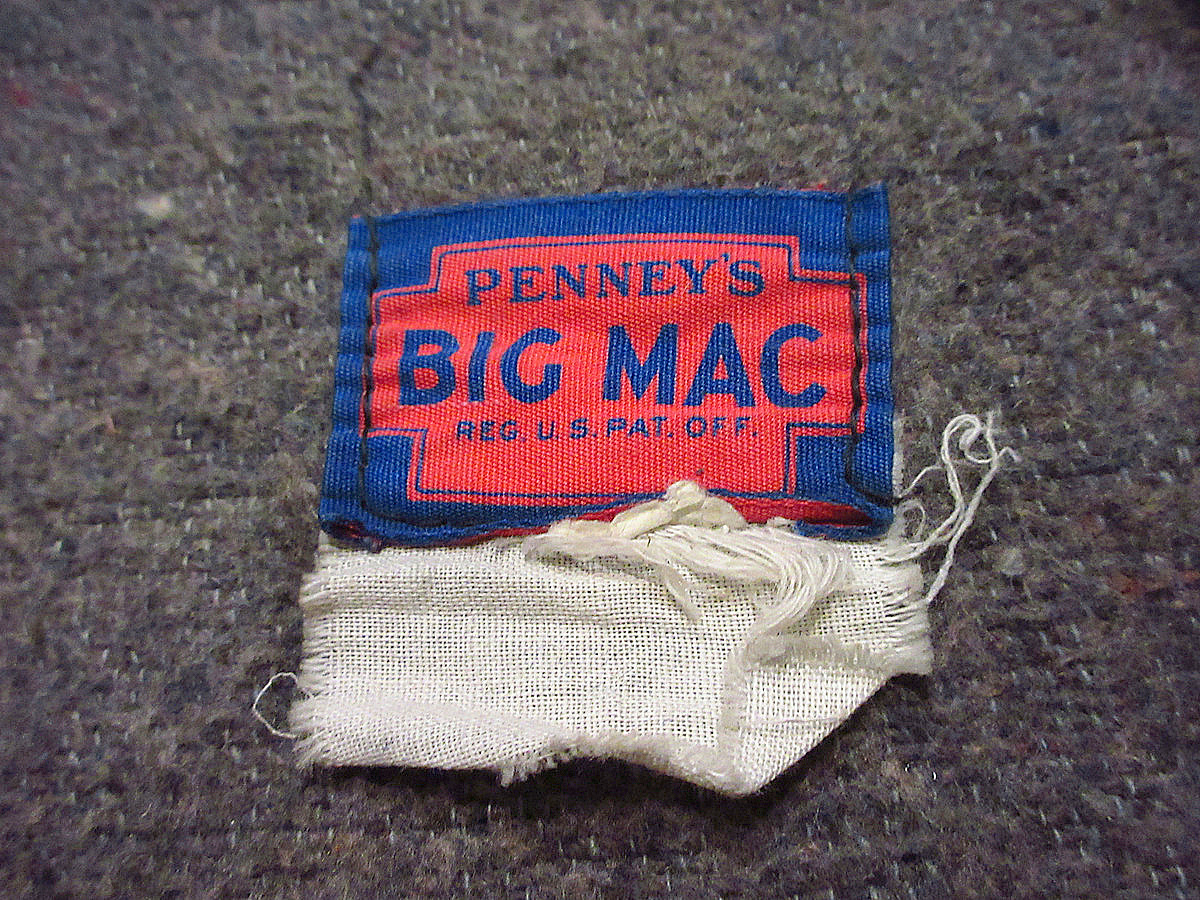 PENNEY'S
BIG MAC
REG. U.S. PAT. OFF.